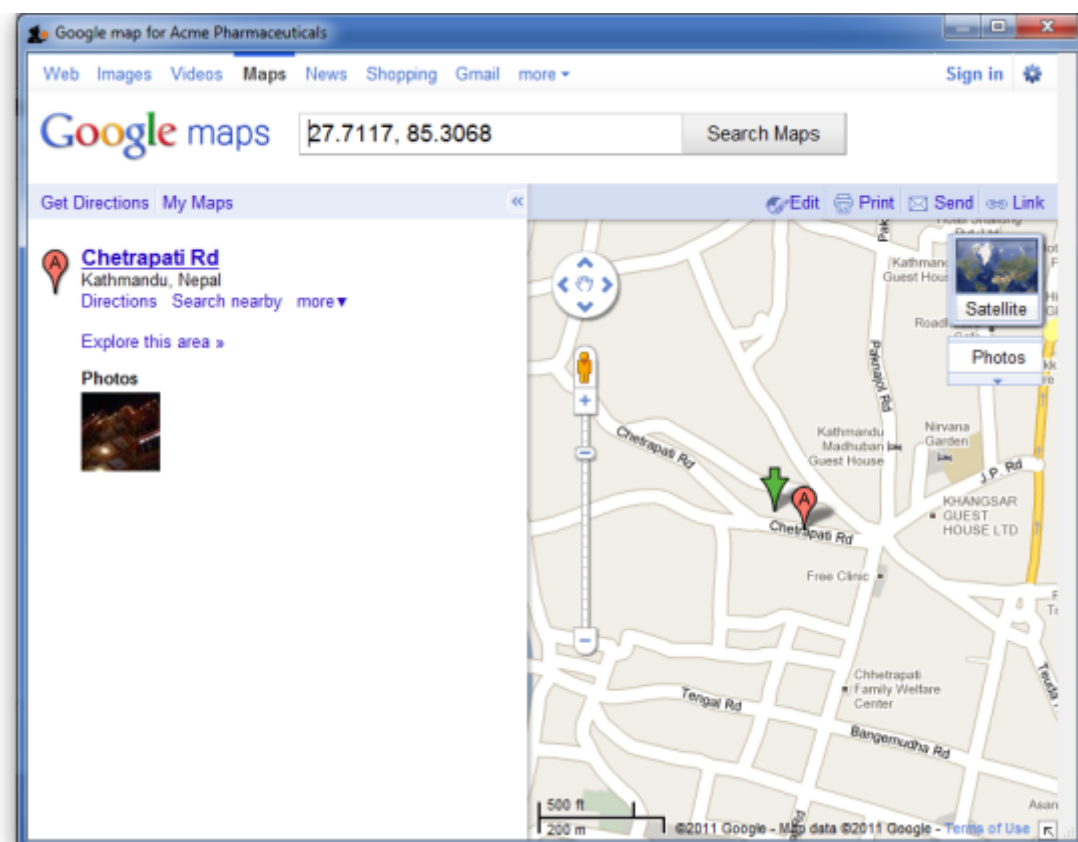 Google map for Acme Pharmaceuticals
Web Images Videos Maps News Shopping Gmail more
Sign in
Google maps
27.7117, 85.3068
Search Maps
Get Directions My Maps
«
Edit Print Send Link
A
Chetrapati Rd
Kathmandu, Nepal
Directions Search nearby more▼
Explore this area »
Photos
Satellite
Photos
Guest House
Paknajol Rd
Chetrapati Rd
Kathmandu
Madhuban
Guest House
Nirvana
Garden
J.P. Rd
KHANGSAR
GUEST
HOUSE LTD
A
Chetrapati Rd
Free Clinic
Chhetrapati
Family Welfare
Center
Tengal Rd
Bangemudha Rd
500 ft
200 m
Asan
©2011 Google - Map data ©2011 Google - Terms of Use